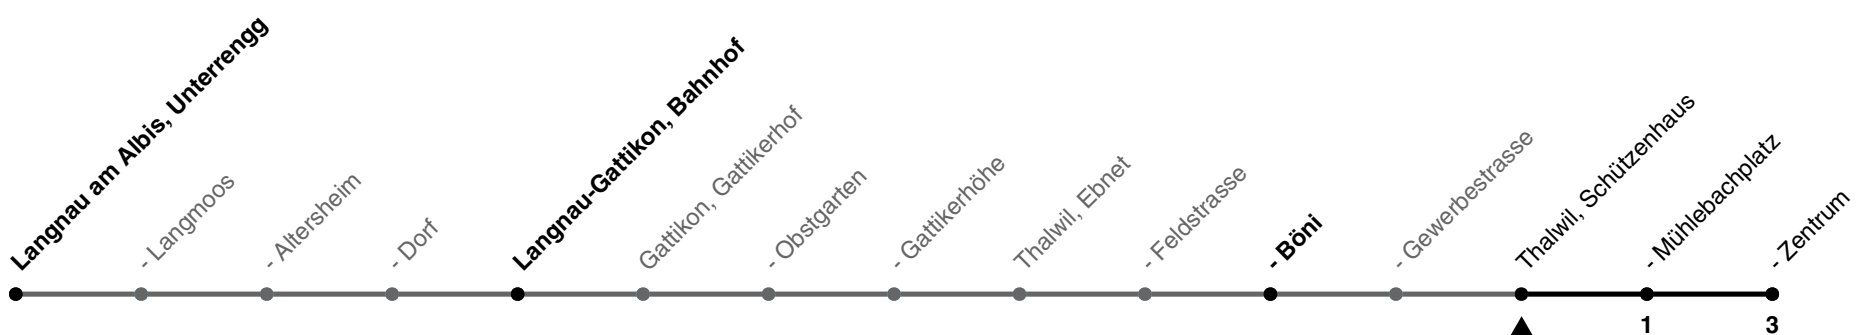 Langnau am Albis, Unterrengg
- Langmoos
- Altersheim
- Dorf
Langnau-Gattikon, Bahnhof
Gattikon, Gattikerhof
- Obstgarten
- Gattikerhöhe
Thalwil, Ebnet
- Feldstrasse
- Böni
- Gewerbestrasse
Thalwil, Schützenhaus
- Mühlebachplatz
- Zentrum
1
3